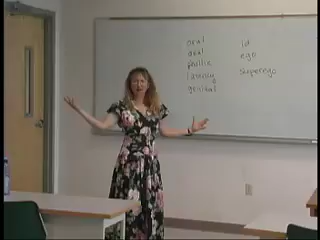 oral
anal
phallic
latency
genital
id
ego
superego